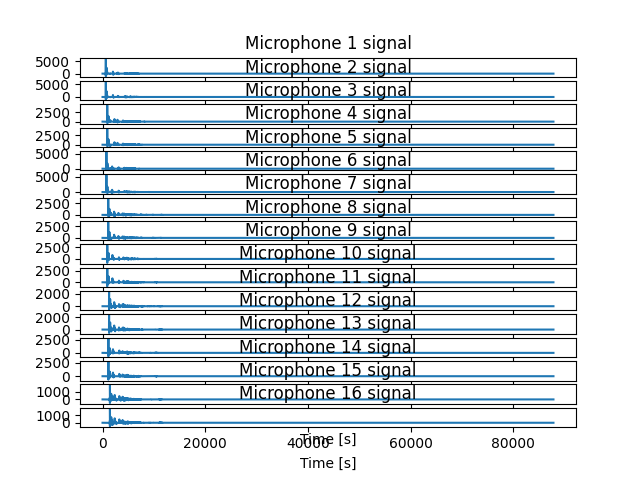 Microphone 1 signal
5000
0
Microphone 2 signal
5000
0
Microphone 3 signal
2500
0
Microphone 4 signal
2500
0
Microphone 5 signal
5000
0
Microphone 6 signal
5000
0
Microphone 7 signal
2500
0
Microphone 8 signal
2500
0
Microphone 9 signal
2500
0
Microphone 10 signal
2500
0
Microphone 11 signal
2000
0
Microphone 12 signal
2000
0
Microphone 13 signal
2500
0
Microphone 14 signal
2500
0
Microphone 15 signal
1000
0
Microphone 16 signal
1000
0
0 20000 40000 60000 80000
Time [s]
Time [s]